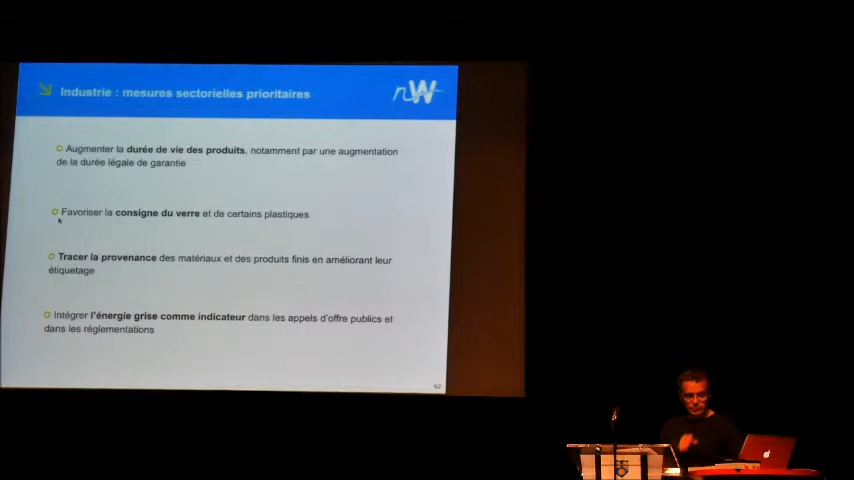 Industrie : mesures sectorielles prioritaires
nW
Augmenter la durée de vie des produits, notamment par une augmentation
de la durée légale de garantie
Favoriser la consigne du verre et de certains plastiques
Tracer la provenance des matériaux et des produits finis en améliorant leur
étiquetage
Intégrer l'énergie grise comme indicateur dans les appels d'offre publics et
dans les réglementations
62